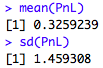 > mean(PnL)
[1] 0.3259239
> sd(PnL)
[1] 1.459308